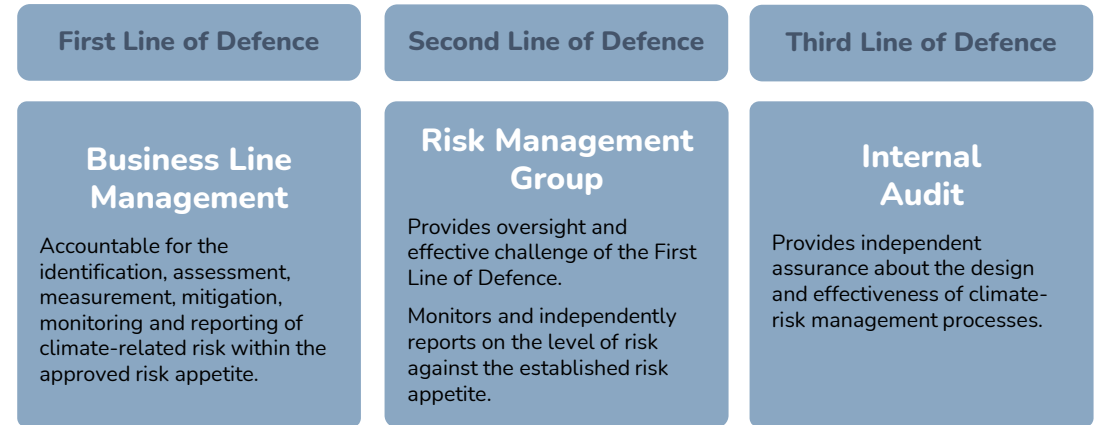 First Line of Defence
Second Line of Defence
Third Line of Defence
Business Line
Management
Accountable for the
identification, assessment,
measurement, mitigation,
monitoring and reporting of
climate-related risk within the
approved risk appetite.
Risk Management
Group
Provides oversight and
effective challenge of the First
Line of Defence.
Monitors and independently
reports on the level of risk
against the established risk
appetite.
Internal
Audit
Provides independent
assurance about the design
and effectiveness of climate-
risk management processes.